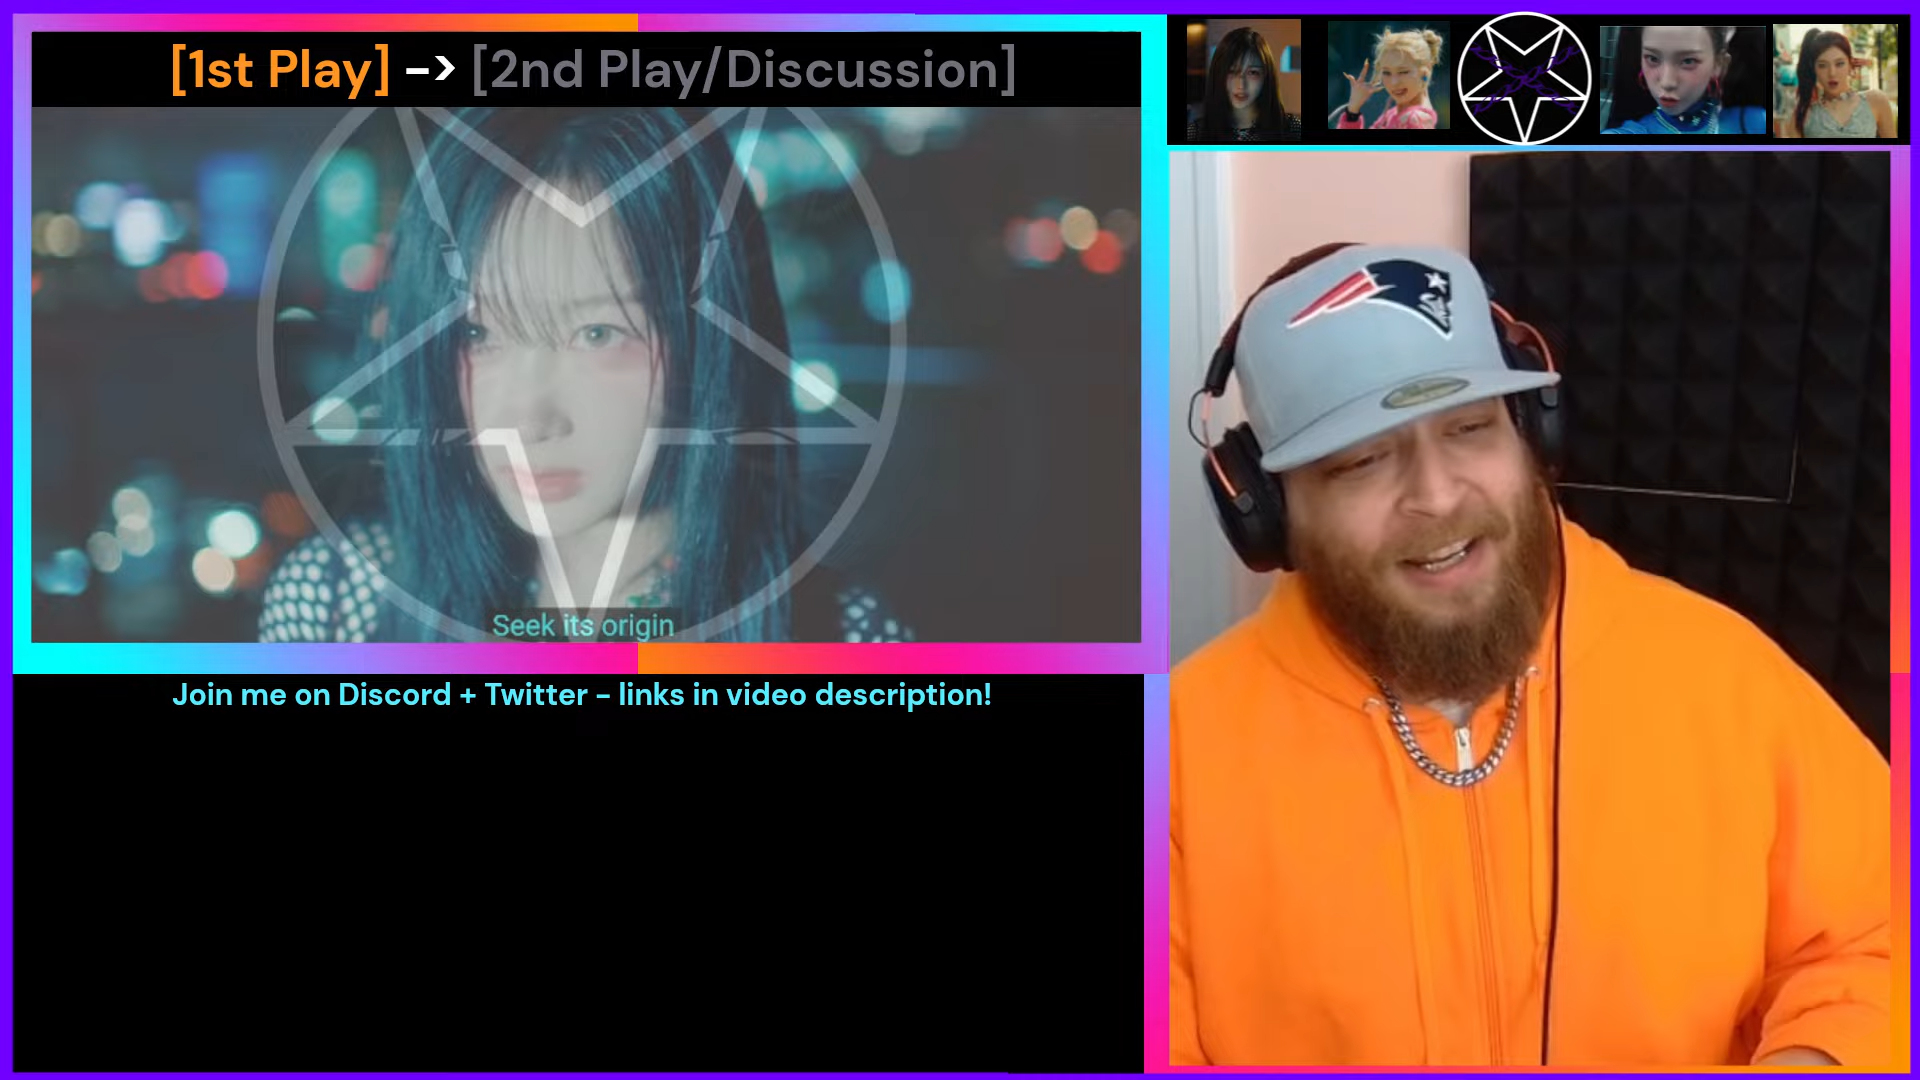 [1st Play] -> [2nd Play/Discussion]
Seek its origin
Join me on Discord + Twitter - links in video description!